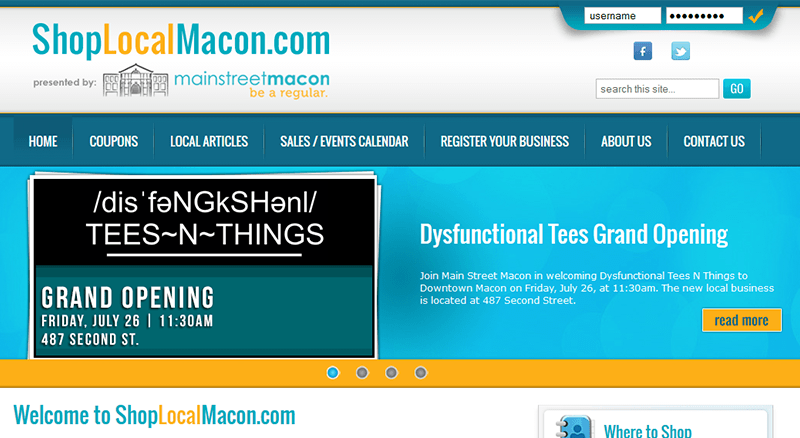 username
•••••••••
ShopLocalMacon.com
presented by:
mainstreetmacon
be a regular.
search this site...
GO
HOME
COUPONS
LOCAL ARTICLES
SALES / EVENTS CALENDAR
REGISTER YOUR BUSINESS
ABOUT US
CONTACT US
/disˈfəNGkSHənl/
TEES~N~THINGS
GRAND OPENING
FRIDAY, JULY 26 | 11:30AM
487 SECOND ST.
Dysfunctional Tees Grand Opening
Join Main Street Macon in welcoming Dysfunctional Tees N Things to
Downtown Macon on Friday, July 26, at 11:30am. The new local business
is located at 487 Second Street.
read more
Welcome to ShopLocalMacon.com
Where to Shop